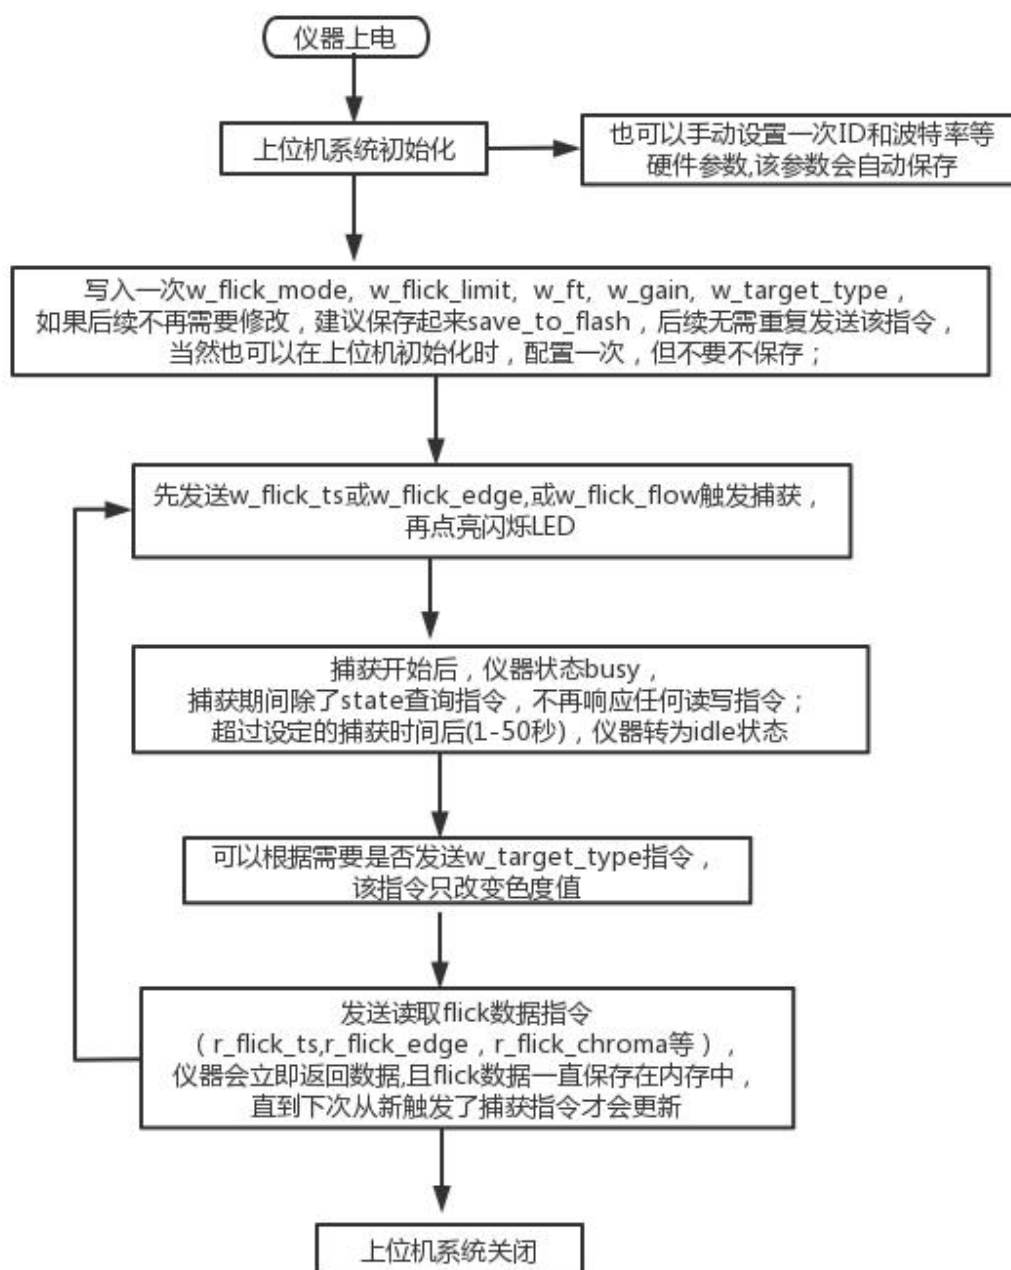 仪器上电
上位机系统初始化
也可以手动设置一次ID和波特率等
硬件参数,该参数会自动保存
写入一次w_flick_mode, w_flick_limit, w_ft, w_gain, w_target_type，
如果后续不再需要修改，建议保存起来save_to_flash，后续无需重复发送该指令，
当然也可以在上位机初始化时，配置一次，但不要不保存；
先发送w_flick_ts或w_flick_edge,或w_flick_flow触发捕获，
再点亮闪烁LED
捕获开始后，仪器状态busy，
捕获期间除了state查询指令，不再响应任何读写指令；
超过设定的捕获时间后(1-50秒)，仪器转为idle状态
可以根据需要是否发送w_target_type指令，
该指令只改变色度值
发送读取flick数据指令
（r_flick_ts,r_flick_edge，r_flick_chroma等），
仪器会立即返回数据,且flick数据一直保存在内存中，
直到下次从新触发了捕获指令才会更新
上位机系统关闭